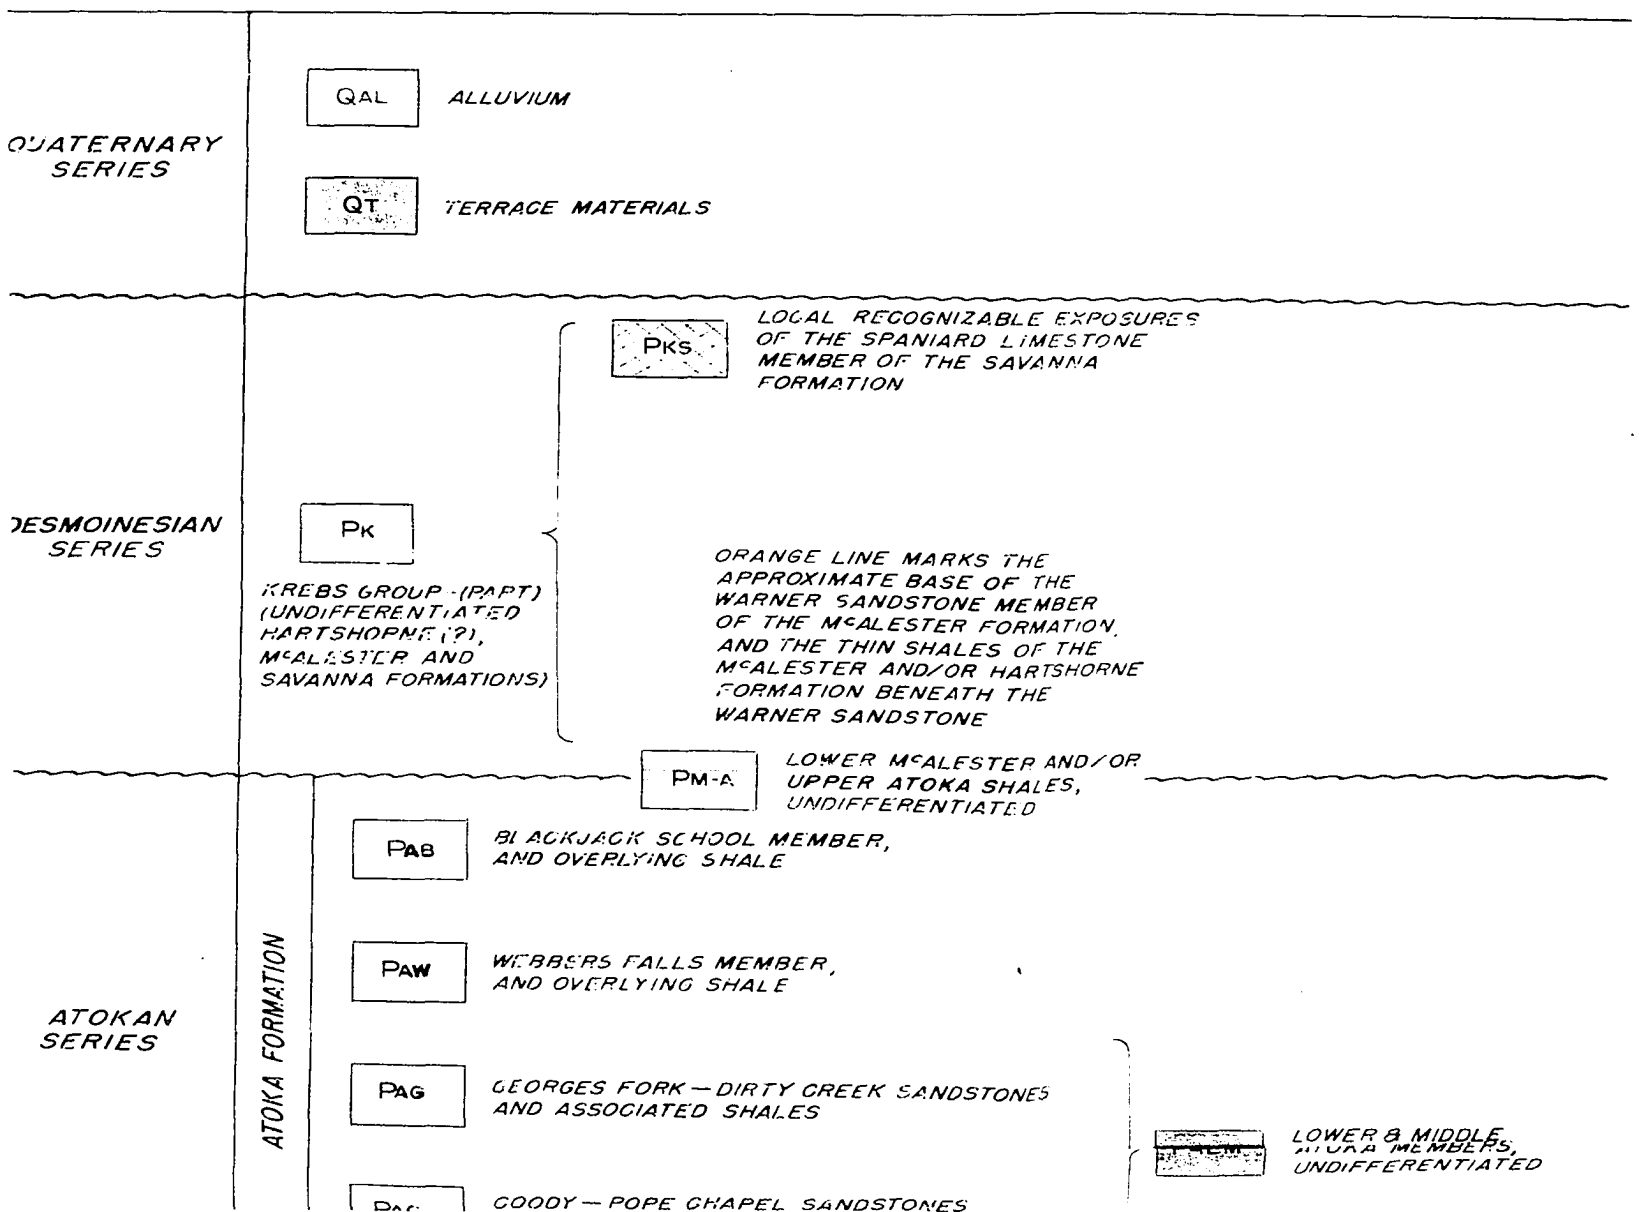 QAL ALLUVIUM
QUATERNARY
SERIES
QT TERRACE MATERIALS
PKS
LOCAL RECOGNIZABLE EXPOSURES
OF THE SPANIARD LIMESTONE
MEMBER OF THE SAVANNA
FORMATION
DESMOINESIAN
SERIES
PK
KREBS GROUP-(PART)
(UNDIFFERENTIATED
HARTSHORNE(?),
MCALESTER AND
SAVANNA FORMATIONS)
ORANGE LINE MARKS THE
APPROXIMATE BASE OF THE
WARNER SANDSTONE MEMBER
OF THE MCALESTER FORMATION,
AND THE THIN SHALES OF THE
MCALESTER AND/OR HARTSHORNE
FORMATION BENEATH THE
WARNER SANDSTONE
PM-A
LOWER MCALESTER AND/OR
UPPER ATOKA SHALES,
UNDIFFERENTIATED
ATOKAN
SERIES
ATOKA FORMATION
PAB
BLACKJACK SCHOOL MEMBER,
AND OVERLYING SHALE
PAW
WEBBERS FALLS MEMBER,
AND OVERLYING SHALE
PAG
GEORGES FORK—DIRTY CREEK SANDSTONES
AND ASSOCIATED SHALES
LOWER & MIDDLE
ATOKA MEMBERS,
UNDIFFERENTIATED
COODY—POPE CHAPEL SANDSTONES